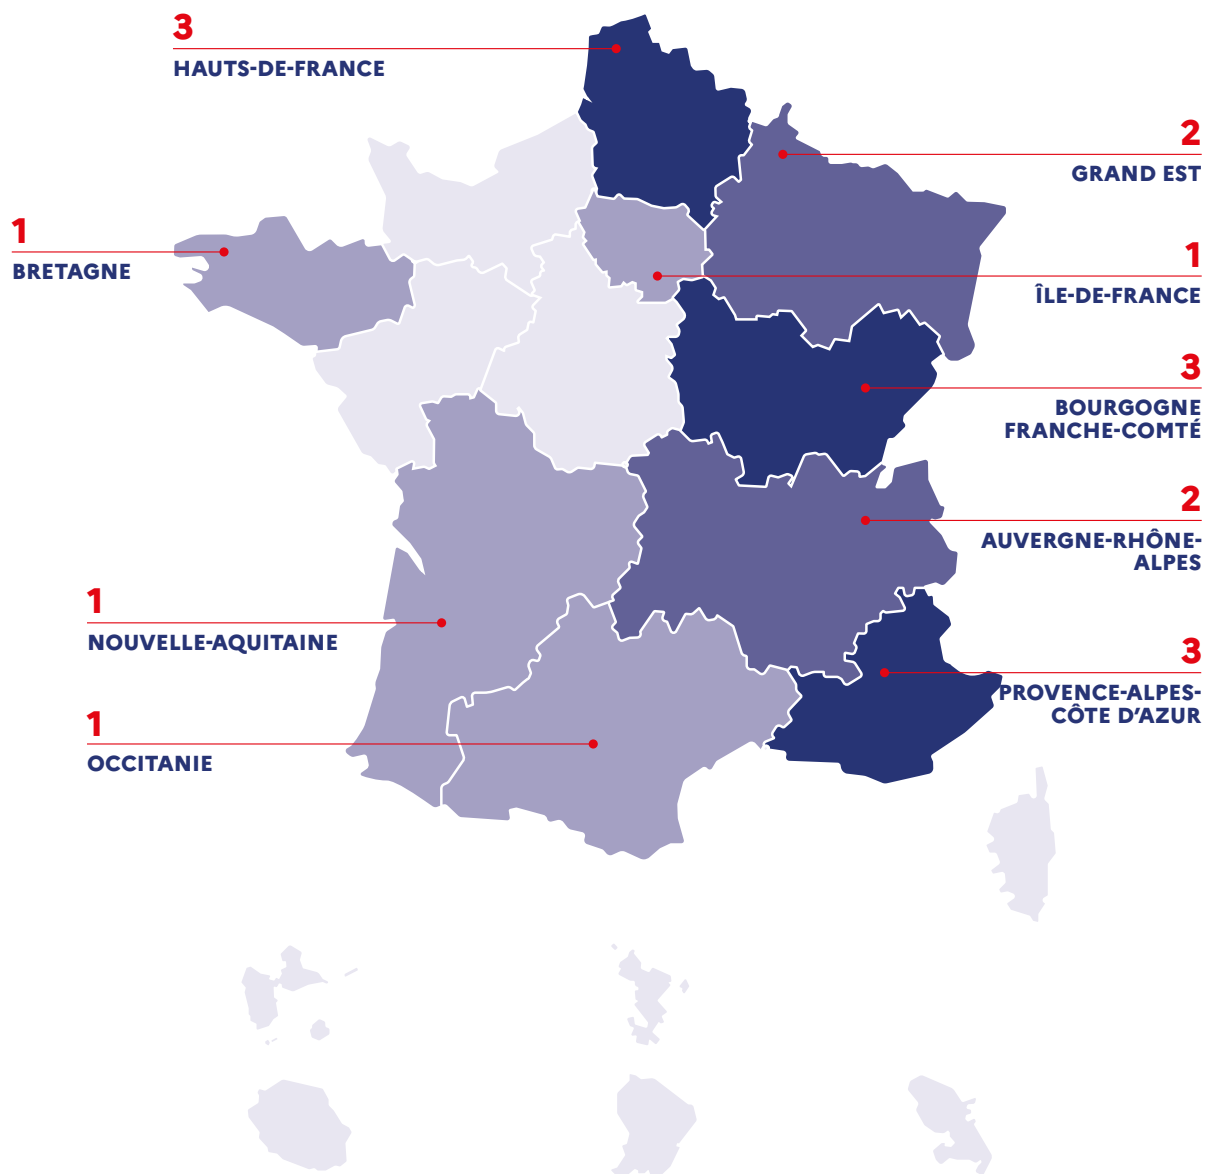 3
HAUTS-DE-FRANCE
2
GRAND EST
1
BRETAGNE
1
ÎLE-DE-FRANCE
3
BOURGOGNE
FRANCHE-COMTÉ
2
AUVERGNE-RHÔNE-
ALPES
1
NOUVELLE-AQUITAINE
3
PROVENCE-ALPES-
CÔTE D'AZUR
1
OCCITANIE